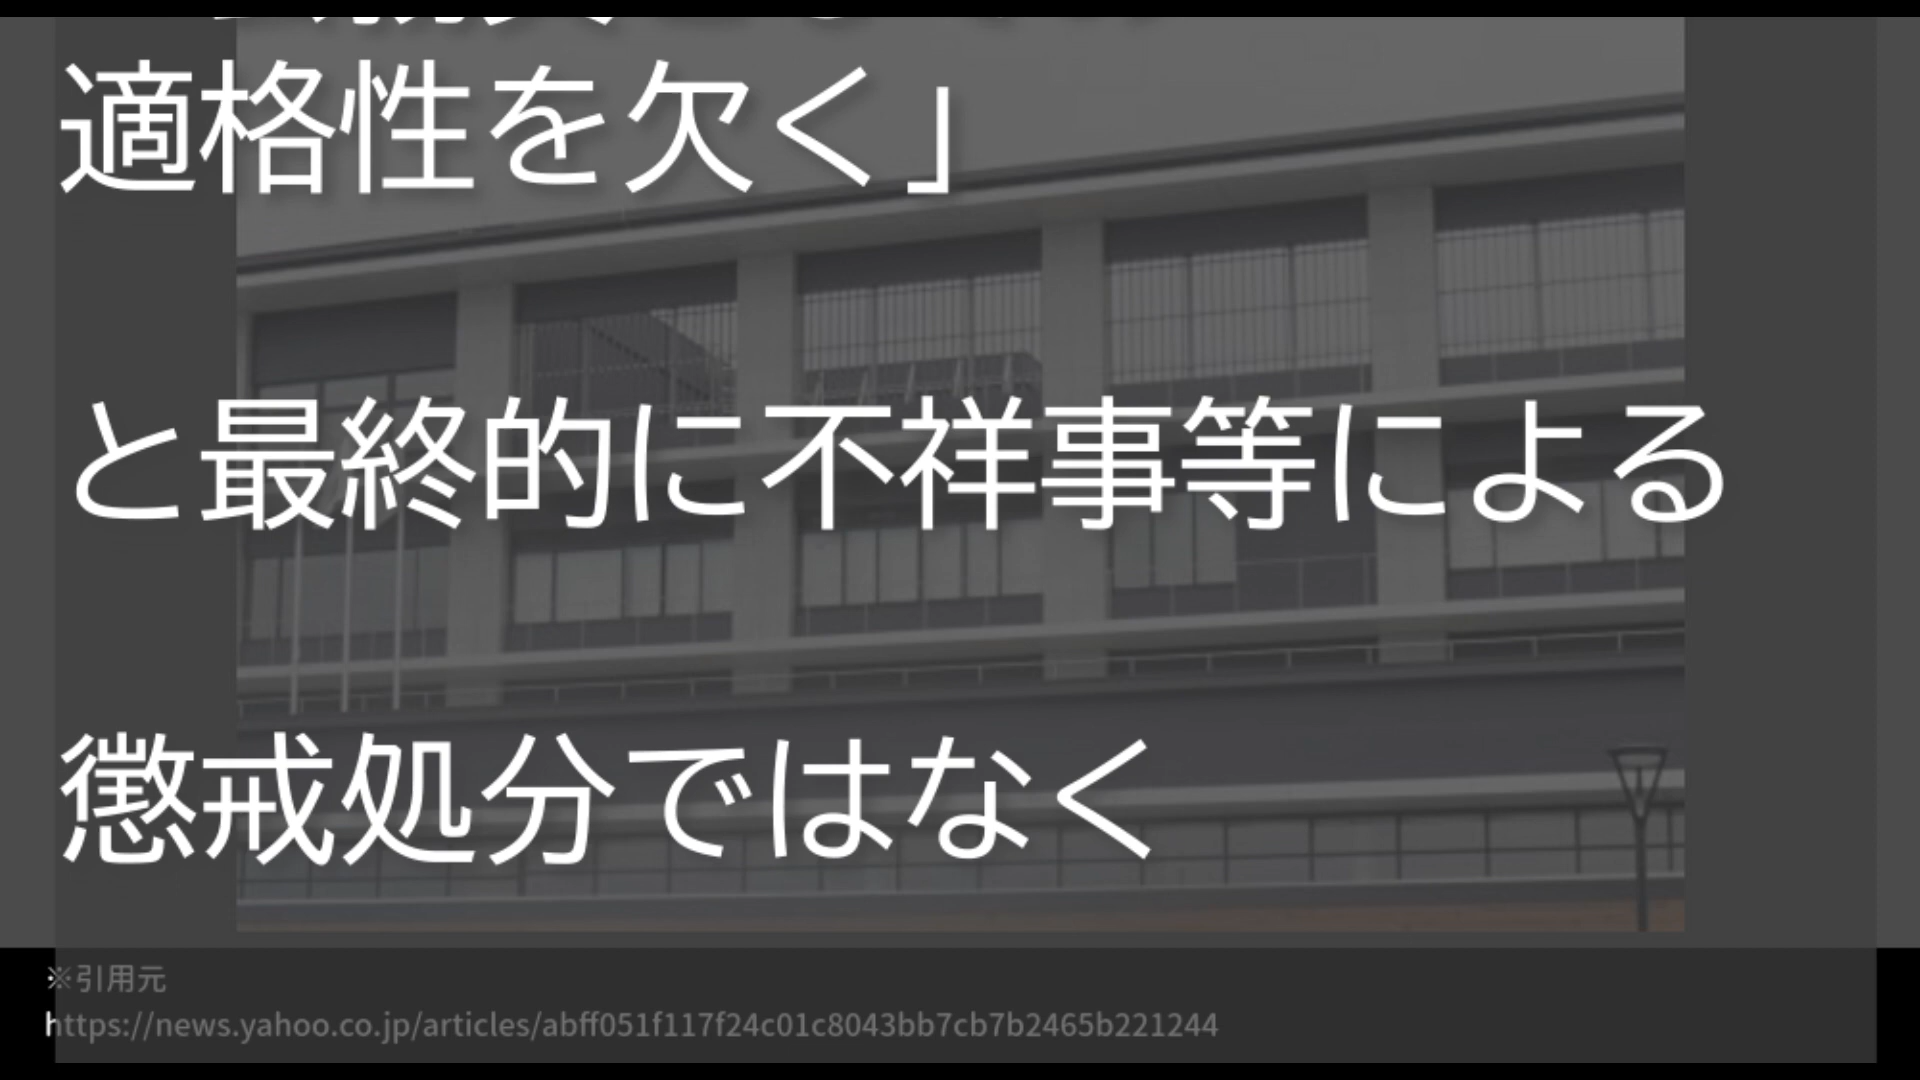 適格性を欠く」
と最終的に不祥事等による
懲戒処分ではなく
※引用元
https://news.yahoo.co.jp/articles/abff051f117f24c01c8043bb7cb7b2465b221244